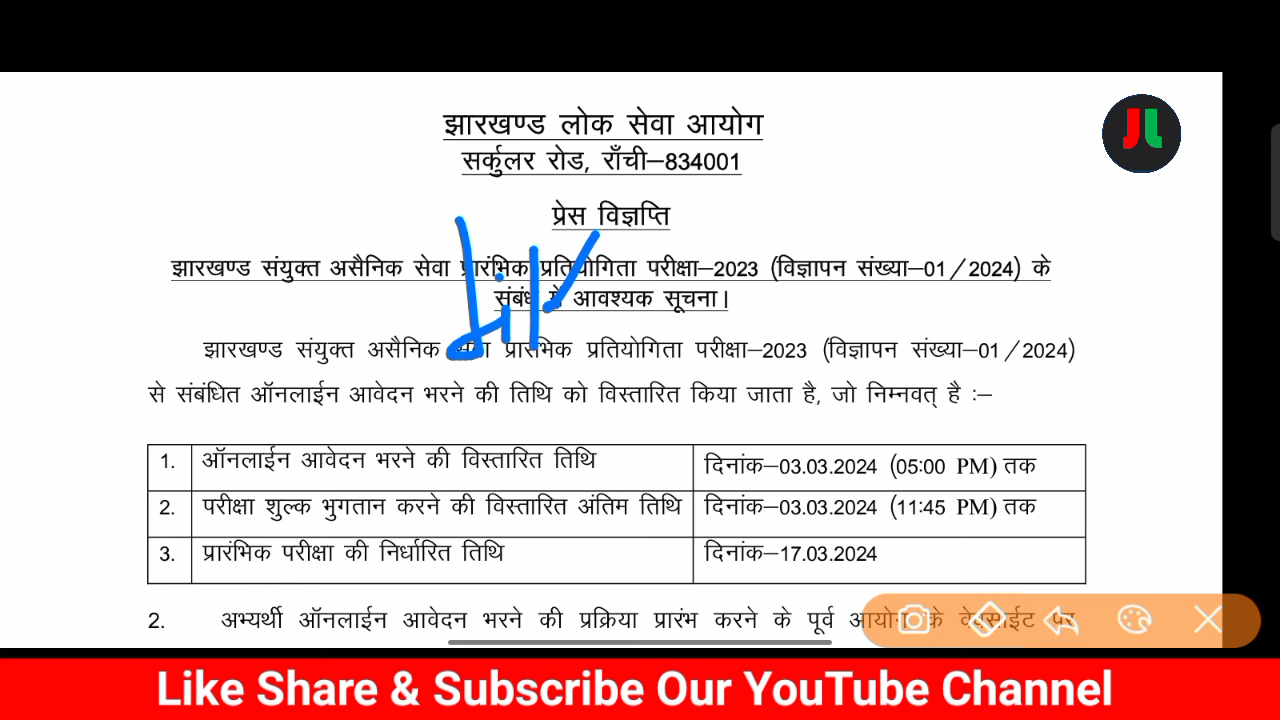 झारखण्ड लोक सेवा आयोग
सर्कुलर रोड, राँची–834001
प्रेस विज्ञप्ति
झारखण्ड संयुक्त असैनिक सेवा प्रारंभिक प्रतियोगिता परीक्षा–2023 (विज्ञापन संख्या–01/2024) के
संबंध में आवश्यक सूचना।
झारखण्ड संयुक्त असैनिक सेवा प्रारंभिक प्रतियोगिता परीक्षा–2023 (विज्ञापन संख्या–01/2024)
से संबंधित ऑनलाईन आवेदन भरने की तिथि को विस्तारित किया जाता है, जो निम्नवत् है :–
1. ऑनलाईन आवेदन भरने की विस्तारित तिथि दिनांक–03.03.2024 (05:00 PM) तक
2. परीक्षा शुल्क भुगतान करने की विस्तारित अंतिम तिथि दिनांक–03.03.2024 (11:45 PM) तक
3. प्रारंभिक परीक्षा की निर्धारित तिथि दिनांक–17.03.2024
2. अभ्यर्थी ऑनलाईन आवेदन भरने की प्रक्रिया प्रारंभ करने के पूर्व आयोग के वेबसाईट पर
Like Share & Subscribe Our YouTube Channel